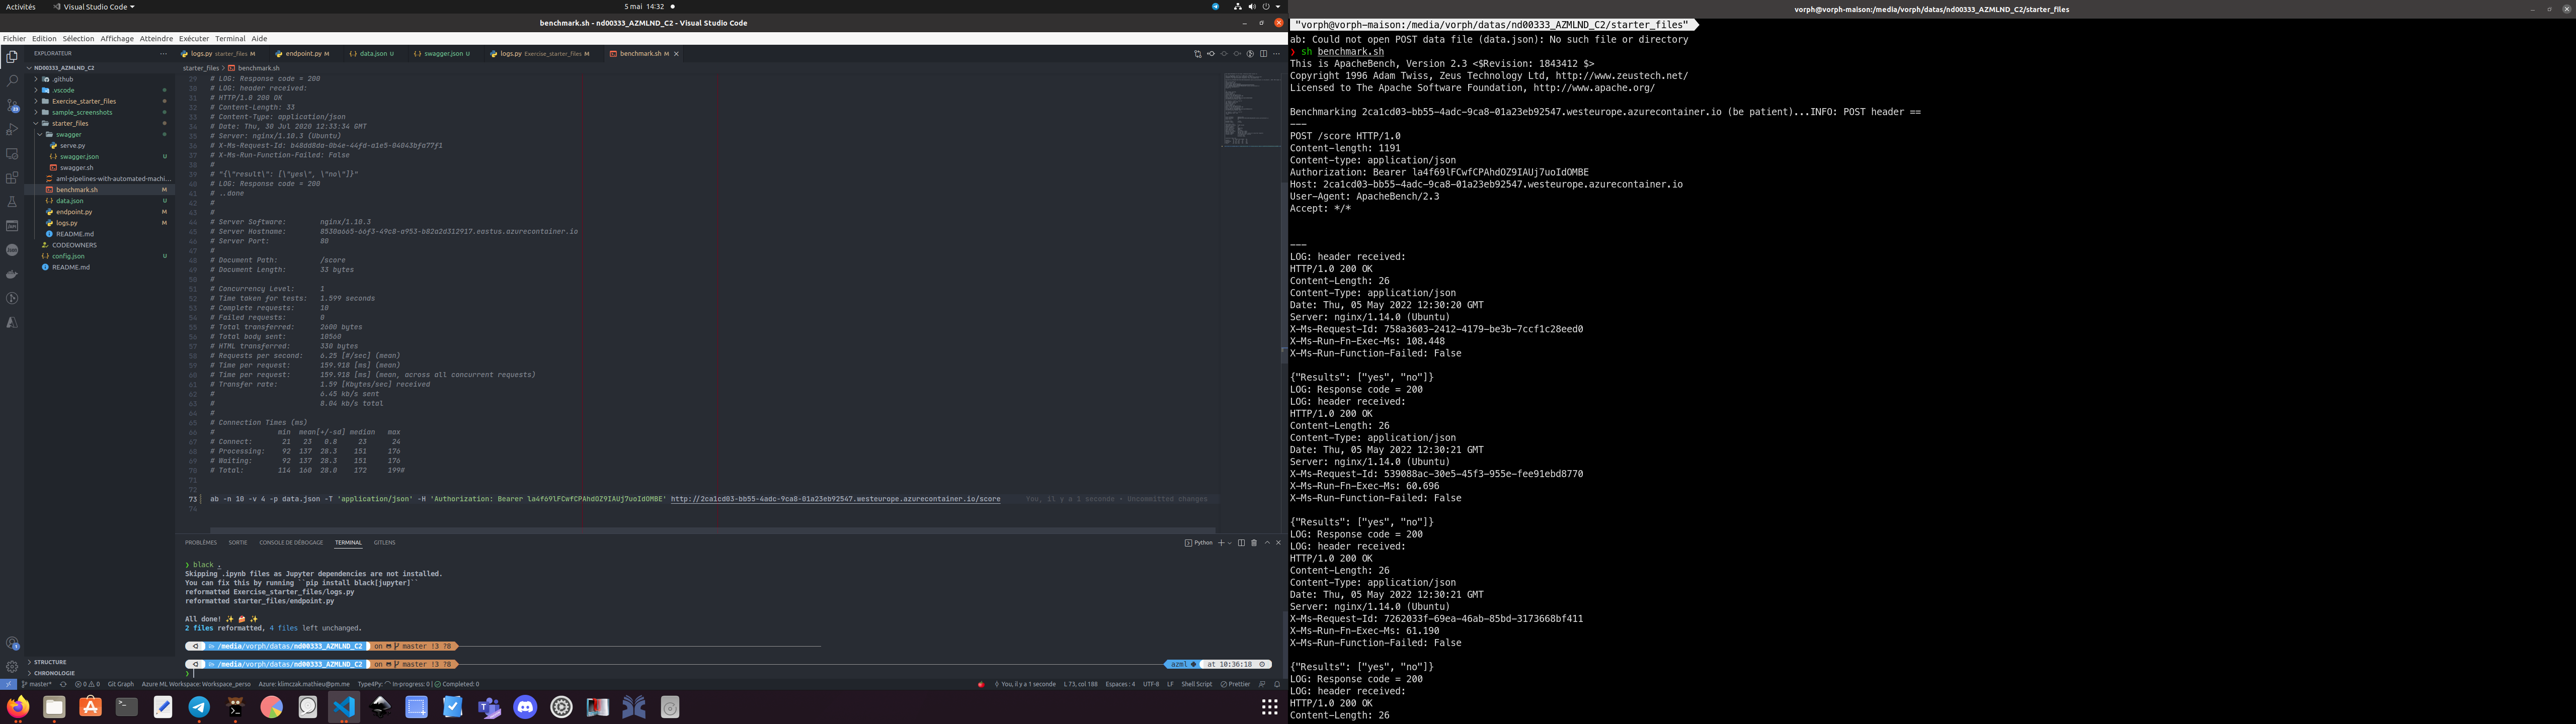 Activités
Visual Studio Code
5 mai 14:32
benchmark.sh - nd00333_AZMLND_C2 - Visual Studio Code
Fichier Edition Sélection Affichage Atteindre Exécuter Terminal Aide
EXPLORATEUR
ND00333_AZMLND_C2
.github
.vscode
Exercise_starter_files
sample_screenshots
starter_files
swagger
serve.py
swagger.json U
swagger.sh
aml-pipelines-with-automated-machi...
benchmark.sh M
data.json U
endpoint.py M
logs.py M
README.md
CODEOWNERS
config.json U
README.md
STRUCTURE
CHRONOLOGIE
logs.py starter_files M
endpoint.py M
data.json U
swagger.json U
logs.py Exercise_starter_files M
benchmark.sh M
starter_files > benchmark.sh
29 # LOG: Response code = 200
30 # LOG: header received:
31 # HTTP/1.0 200 OK
32 # Content-Length: 33
33 # Content-Type: application/json
34 # Date: Thu, 30 Jul 2020 12:33:34 GMT
35 # Server: nginx/1.10.3 (Ubuntu)
36 # X-Ms-Request-Id: b48dd8da-0b4e-44fd-a1e5-04043bfa77f1
37 # X-Ms-Run-Function-Failed: False
38 #
39 # "{\"result\": [\"yes\", \"no\"]}"
40 # LOG: Response code = 200
41 # ..done
42 #
43 #
44 # Server Software: nginx/1.10.3
45 # Server Hostname: 8530a665-66f3-49c8-a953-b82a2d312917.eastus.azurecontainer.io
46 # Server Port: 80
47 #
48 # Document Path: /score
49 # Document Length: 33 bytes
50 #
51 # Concurrency Level: 1
52 # Time taken for tests: 1.599 seconds
53 # Complete requests: 10
54 # Failed requests: 0
55 # Total transferred: 2600 bytes
56 # Total body sent: 10560
57 # HTML transferred: 330 bytes
58 # Requests per second: 6.25 [#/sec] (mean)
59 # Time per request: 159.918 [ms] (mean)
60 # Time per request: 159.918 [ms] (mean, across all concurrent requests)
61 # Transfer rate: 1.59 [Kbytes/sec] received
62 # 6.45 kb/s sent
63 # 8.04 kb/s total
64 #
65 # Connection Times (ms)
66 # min mean[+/-sd] median max
67 # Connect: 21 23 0.8 23 24
68 # Processing: 92 137 28.3 151 176
69 # Waiting: 92 137 28.3 151 176
70 # Total: 114 160 28.0 172 199#
71
72
73 ab -n 10 -v 4 -p data.json -T 'application/json' -H 'Authorization: Bearer la4f69lFCwfCPAhdOZ9IAUj7uoIdOMBE' http://2ca1cd03-bb55-4adc-9ca8-01a23eb92547.westeurope.azurecontainer.io/score You, il y a 1 seconde • Uncommitted changes
74
PROBLÈMES SORTIE CONSOLE DE DÉBOGAGE TERMINAL GITLENS
Python
❯ black .
Skipping .ipynb files as Jupyter dependencies are not installed.
You can fix this by running ``pip install black[jupyter]``
reformatted Exercise_starter_files/logs.py
reformatted starter_files/endpoint.py
All done! ✨ 🍰 ✨
2 files reformatted, 4 files left unchanged.
/media/vorph/datas/nd00333_AZMLND_C2 on master !3 ?8
/media/vorph/datas/nd00333_AZMLND_C2 on master !3 ?8 azml at 10:36:18
❯
master* 0 0 Git Graph Azure ML Workspace: Workspace_perso Azure: klimczak.mathieu@pm.me Type4Py: In-progress: 0 | Completed: 0
You, il y a 1 seconde L 73, col 188 Espaces : 4 UTF-8 LF Shell Script Prettier
vorph@vorph-maison:/media/vorph/datas/nd00333_AZMLND_C2/starter_files
"vorph@vorph-maison:/media/vorph/datas/nd00333_AZMLND_C2/starter_files"
ab: Could not open POST data file (data.json): No such file or directory
❯ sh benchmark.sh
This is ApacheBench, Version 2.3 <$Revision: 1843412 $>
Copyright 1996 Adam Twiss, Zeus Technology Ltd, http://www.zeustech.net/
Licensed to The Apache Software Foundation, http://www.apache.org/
Benchmarking 2ca1cd03-bb55-4adc-9ca8-01a23eb92547.westeurope.azurecontainer.io (be patient)...INFO: POST header ==
---
POST /score HTTP/1.0
Content-length: 1191
Content-type: application/json
Authorization: Bearer la4f69lFCwfCPAhdOZ9IAUj7uoIdOMBE
Host: 2ca1cd03-bb55-4adc-9ca8-01a23eb92547.westeurope.azurecontainer.io
User-Agent: ApacheBench/2.3
Accept: */*
---
LOG: header received:
HTTP/1.0 200 OK
Content-Length: 26
Content-Type: application/json
Date: Thu, 05 May 2022 12:30:20 GMT
Server: nginx/1.14.0 (Ubuntu)
X-Ms-Request-Id: 758a3603-2412-4179-be3b-7ccf1c28eed0
X-Ms-Run-Fn-Exec-Ms: 108.448
X-Ms-Run-Function-Failed: False
{"Results": ["yes", "no"]}
LOG: Response code = 200
LOG: header received:
HTTP/1.0 200 OK
Content-Length: 26
Content-Type: application/json
Date: Thu, 05 May 2022 12:30:21 GMT
Server: nginx/1.14.0 (Ubuntu)
X-Ms-Request-Id: 539088ac-30e5-45f3-955e-fee91ebd8770
X-Ms-Run-Fn-Exec-Ms: 60.696
X-Ms-Run-Function-Failed: False
{"Results": ["yes", "no"]}
LOG: Response code = 200
LOG: header received:
HTTP/1.0 200 OK
Content-Length: 26
Content-Type: application/json
Date: Thu, 05 May 2022 12:30:21 GMT
Server: nginx/1.14.0 (Ubuntu)
X-Ms-Request-Id: 7262033f-69ea-46ab-85bd-3173668bf411
X-Ms-Run-Fn-Exec-Ms: 61.190
X-Ms-Run-Function-Failed: False
{"Results": ["yes", "no"]}
LOG: Response code = 200
LOG: header received:
HTTP/1.0 200 OK
Content-Length: 26